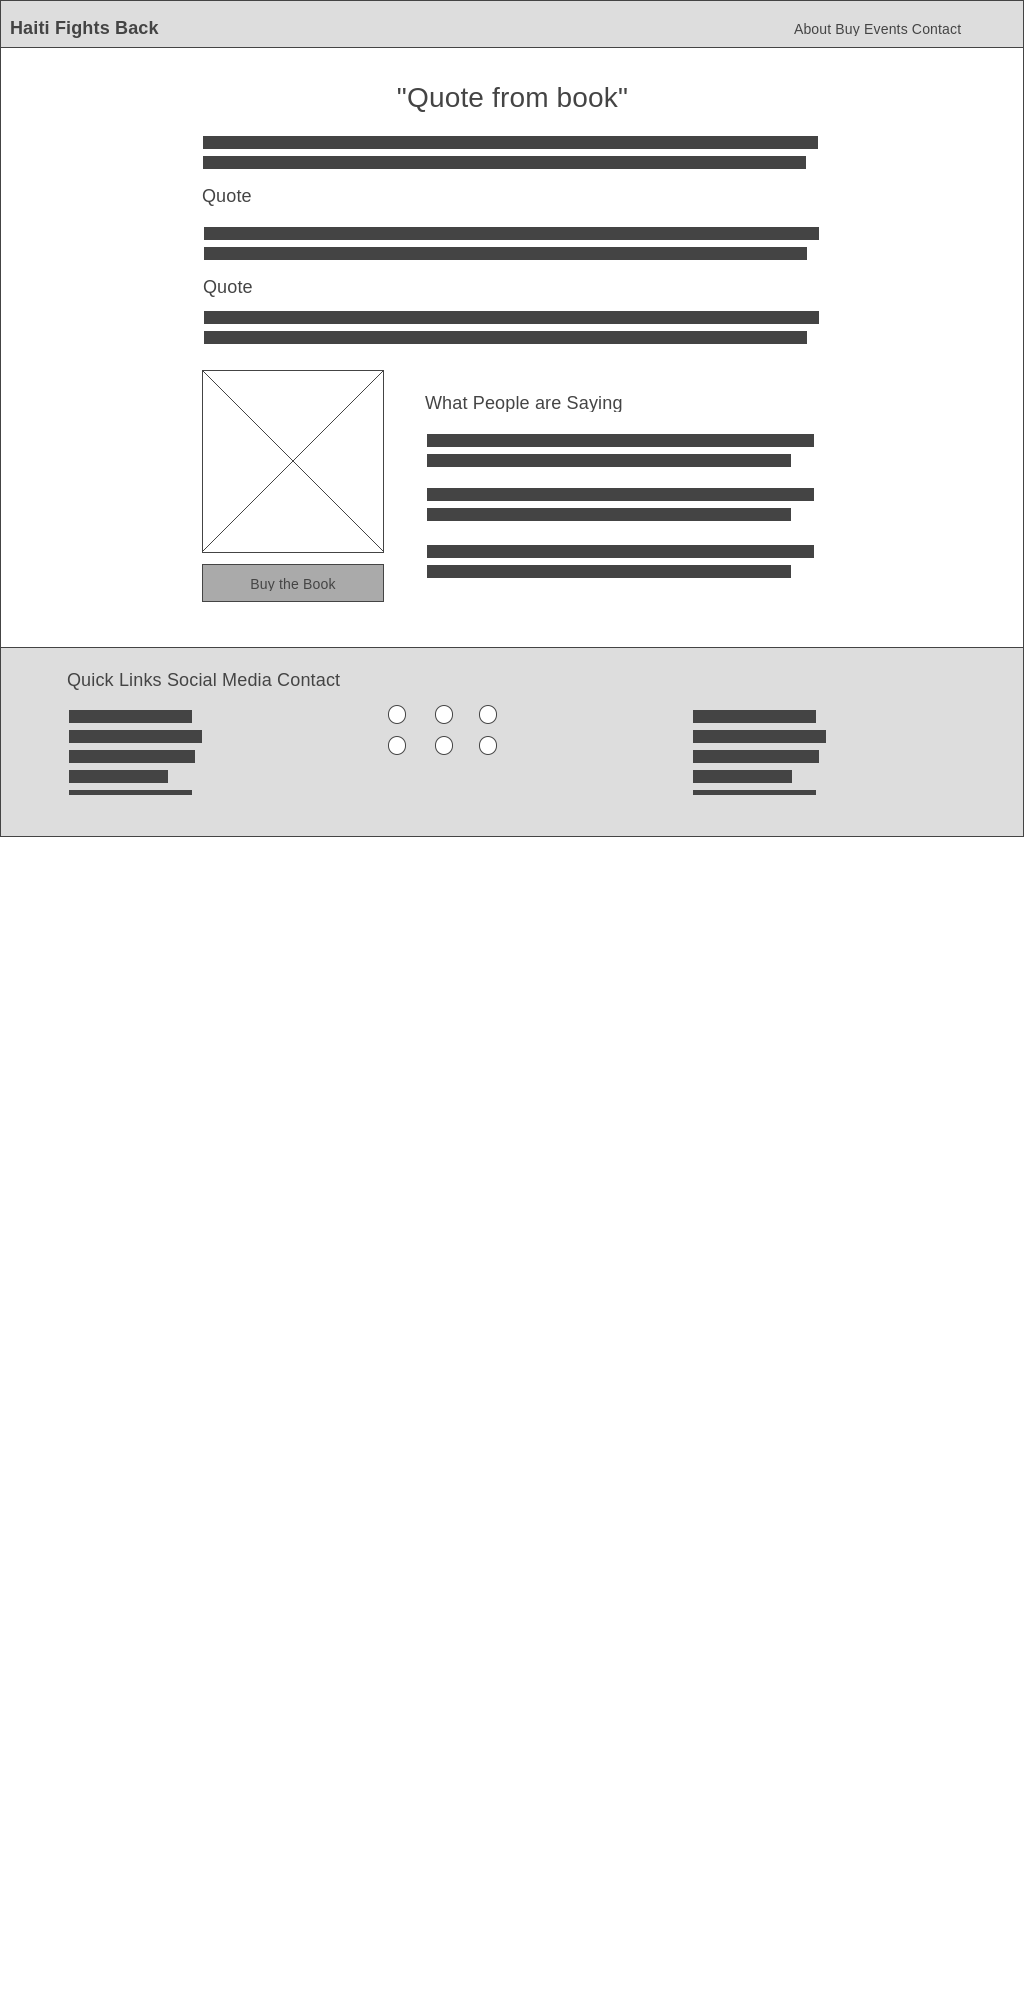 Haiti Fights Back
About Buy Events Contact
"Quote from book"
Quote
Quote
What People are Saying
Buy the Book
Quick Links Social Media Contact